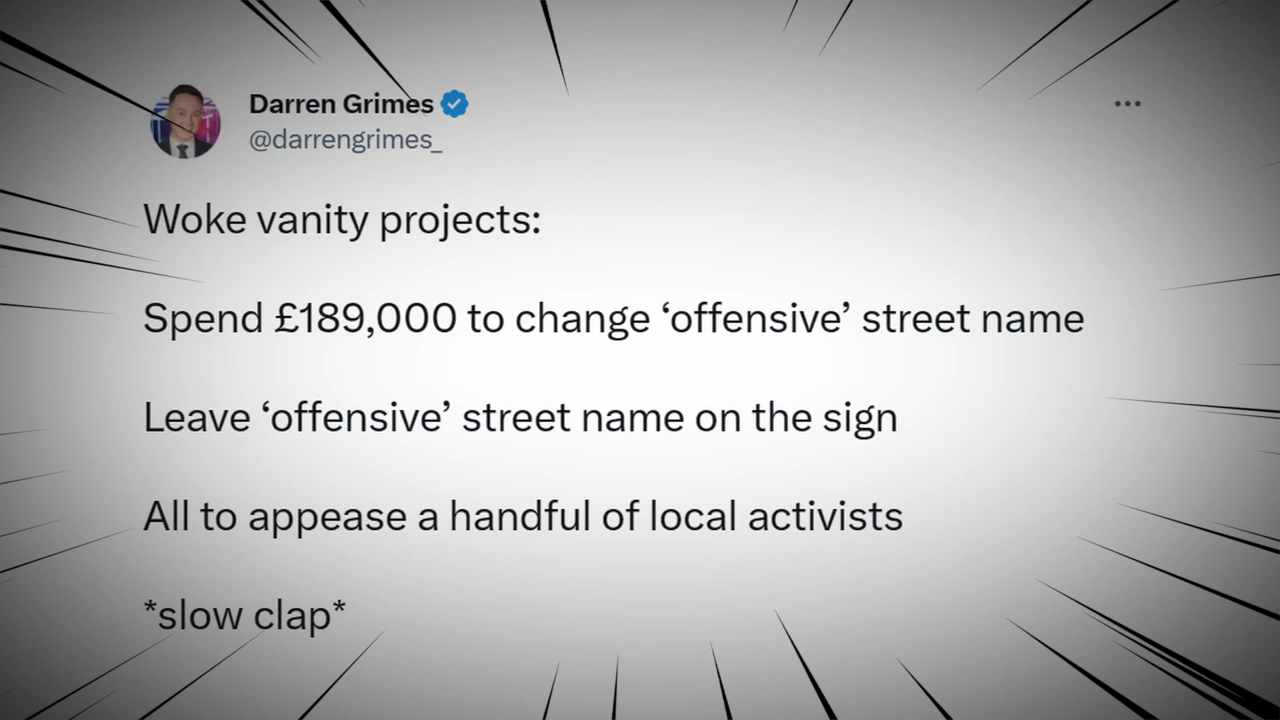 Darren Grimes
@darrengrimes_
Woke vanity projects:
Spend £189,000 to change ‘offensive’ street name
Leave ‘offensive’ street name on the sign
All to appease a handful of local activists
*slow clap*